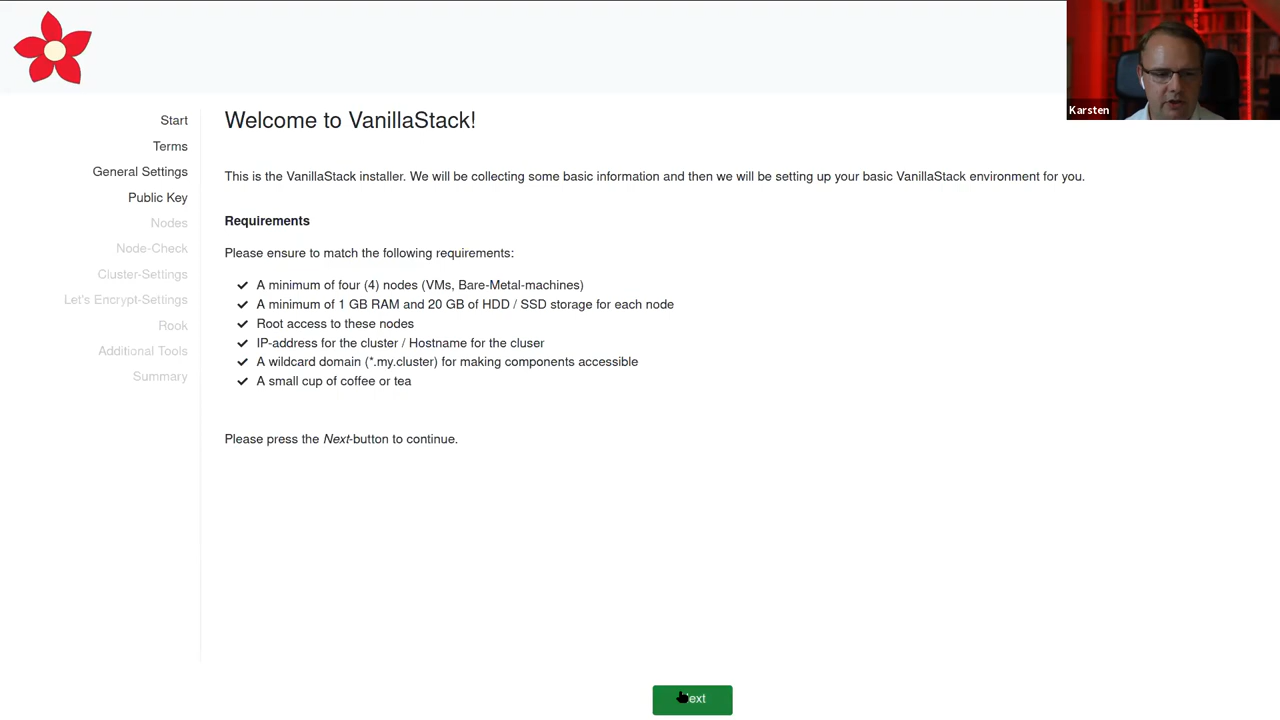 Karsten
Start
Terms
General Settings
Public Key
Nodes
Node-Check
Cluster-Settings
Let's Encrypt-Settings
Rook
Additional Tools
Summary
Welcome to VanillaStack!
This is the VanillaStack installer. We will be collecting some basic information and then we will be setting up your basic VanillaStack environment for you.
Requirements
Please ensure to match the following requirements:
A minimum of four (4) nodes (VMs, Bare-Metal-machines)
A minimum of 1 GB RAM and 20 GB of HDD / SSD storage for each node
Root access to these nodes
IP-address for the cluster / Hostname for the cluser
A wildcard domain (*.my.cluster) for making components accessible
A small cup of coffee or tea
Please press the Next-button to continue.
Next